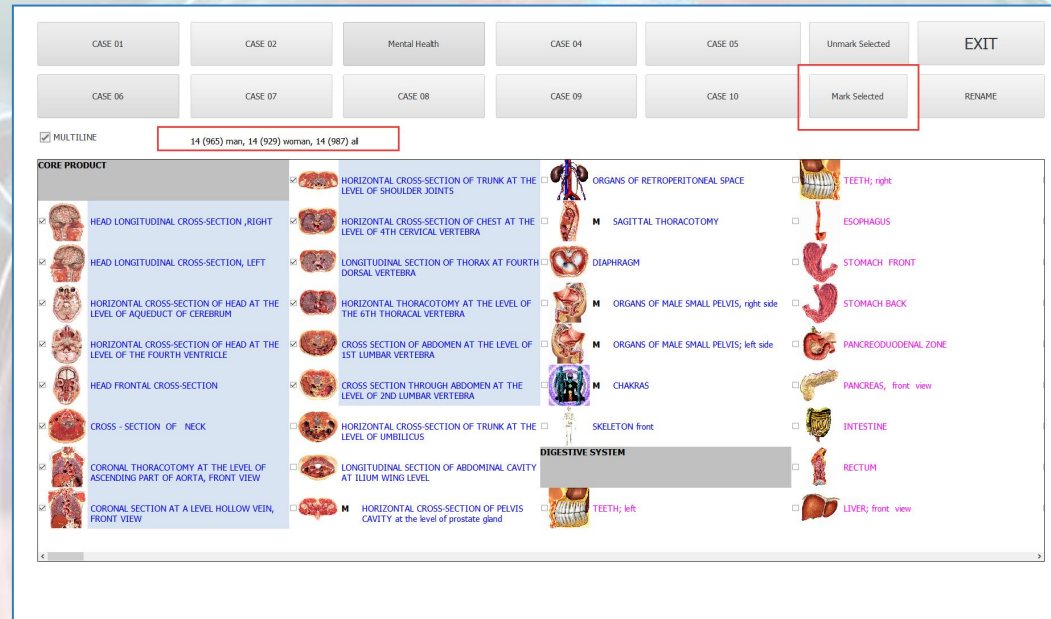 CASE 01
CASE 02
Mental Health
CASE 04
CASE 05
Unmark Selected
EXIT
CASE 06
CASE 07
CASE 08
CASE 09
CASE 10
Mark Selected
RENAME
MULTILINE
14 (965) man, 14 (929) woman, 14 (987) all
CORE PRODUCT
HEAD LONGITUDINAL CROSS-SECTION ,RIGHT
HEAD LONGITUDINAL CROSS-SECTION, LEFT
HORIZONTAL CROSS-SECTION OF HEAD AT THE
LEVEL OF AQUEDUCT OF CEREBRUM
HORIZONTAL CROSS-SECTION OF HEAD AT THE
LEVEL OF THE FOURTH VENTRICLE
HEAD FRONTAL CROSS-SECTION
CROSS - SECTION OF NECK
CORONAL THORACOTOMY AT THE LEVEL OF
ASCENDING PART OF AORTA, FRONT VIEW
CORONAL SECTION AT A LEVEL HOLLOW VEIN,
FRONT VIEW
HORIZONTAL CROSS-SECTION OF TRUNK AT THE
LEVEL OF SHOULDER JOINTS
HORIZONTAL CROSS-SECTION OF CHEST AT THE
LEVEL OF 4TH CERVICAL VERTEBRA
LONGITUDINAL SECTION OF THORAX AT FOURTH
DORSAL VERTEBRA
HORIZONTAL THORACOTOMY AT THE LEVEL OF
THE 6TH THORACAL VERTEBRA
CROSS SECTION OF ABDOMEN AT THE LEVEL OF
1ST LUMBAR VERTEBRA
CROSS SECTION THROUGH ABDOMEN AT THE
LEVEL OF 2ND LUMBAR VERTEBRA
HORIZONTAL CROSS-SECTION OF TRUNK AT THE
LEVEL OF UMBILICUS
LONGITUDINAL SECTION OF ABDOMINAL CAVITY
AT ILIUM WING LEVEL
M HORIZONTAL CROSS-SECTION OF PELVIS
CAVITY at the level of prostate gland
ORGANS OF RETROPERITONEAL SPACE
M SAGITTAL THORACOTOMY
DIAPHRAGM
M ORGANS OF MALE SMALL PELVIS, right side
M ORGANS OF MALE SMALL PELVIS; left side
M CHAKRAS
SKELETON front
DIGESTIVE SYSTEM
TEETH; left
TEETH; right
ESOPHAGUS
STOMACH FRONT
STOMACH BACK
PANCREODUODENAL ZONE
PANCREAS, front view
INTESTINE
RECTUM
LIVER; front view